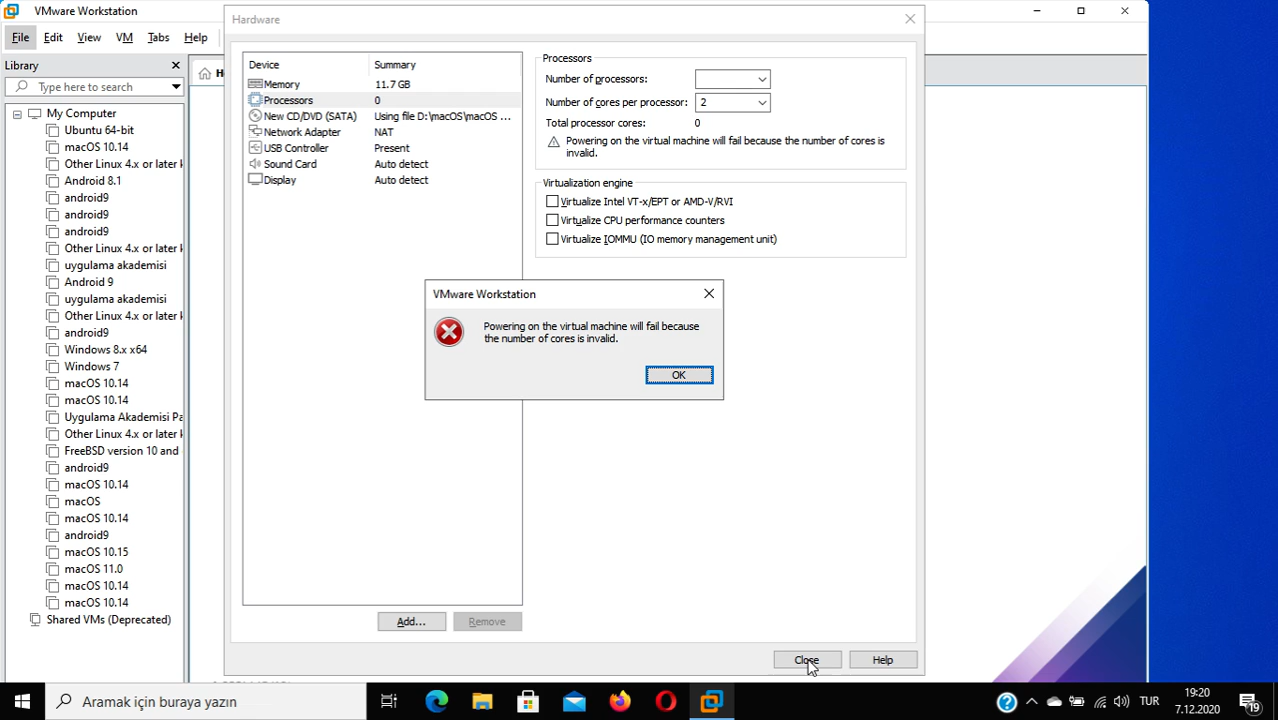 VMware Workstation
File Edit View VM Tabs Help
Library
Type here to search
My Computer
Ubuntu 64-bit
macOS 10.14
Other Linux 4.x or later k
Android 8.1
android9
android9
android9
Other Linux 4.x or later k
uygulama akademisi
Android 9
uygulama akademisi
Other Linux 4.x or later k
android9
Windows 8.x x64
Windows 7
macOS 10.14
macOS 10.14
Uygulama Akademisi Pa
Other Linux 4.x or later k
FreeBSD version 10 and
android9
macOS 10.14
macOS
macOS 10.14
android9
macOS 10.15
macOS 11.0
macOS 10.14
macOS 10.14
Shared VMs (Deprecated)
Hardware
Device Summary
Memory 11.7 GB
Processors 0
New CD/DVD (SATA) Using file D:\macOS\macOS ...
Network Adapter NAT
USB Controller Present
Sound Card Auto detect
Display Auto detect
Add... Remove
Processors
Number of processors:
Number of cores per processor: 2
Total processor cores: 0
Powering on the virtual machine will fail because the number of cores is
invalid.
Virtualization engine
Virtualize Intel VT-x/EPT or AMD-V/RVI
Virtualize CPU performance counters
Virtualize IOMMU (IO memory management unit)
VMware Workstation
Powering on the virtual machine will fail because
the number of cores is invalid.
OK
Close Help
Aramak için buraya yazın
TUR
19:20
7.12.2020
19